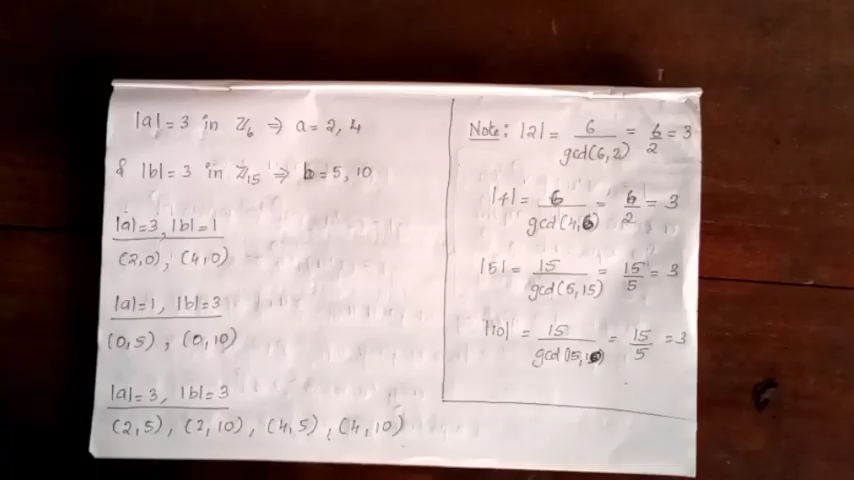 |a|=3 in ℤ₆ ⇒ a=2, 4
& |b|=3 in ℤ₁₅ ⇒ b=5, 10
|a|=3, |b|=1
(2,0), (4,0)
|a|=1, |b|=3
(0,5), (0,10)
|a|=3, |b|=3
(2,5), (2,10), (4,5), (4,10)
Note: |2| = 6/gcd(6,2) = 6/2 = 3
|4| = 6/gcd(4,6) = 6/2 = 3
|5| = 15/gcd(5,15) = 15/5 = 3
|10| = 15/gcd(15,10) = 15/5 = 3